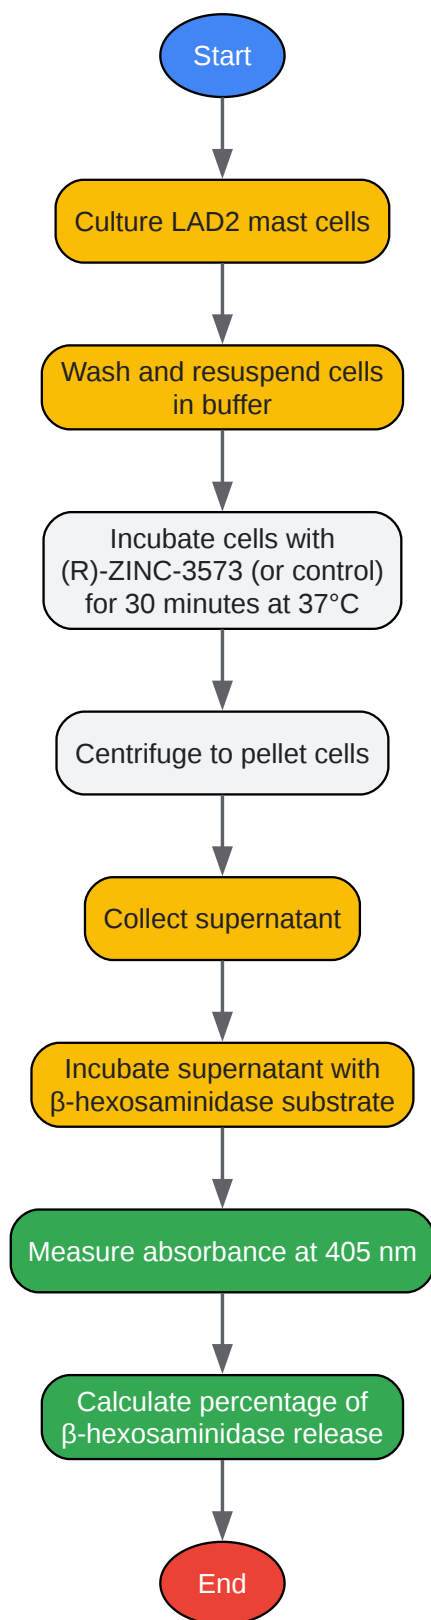 Start
Culture LAD2 mast cells
Wash and resuspend cells
in buffer
Incubate cells with
(R)-ZINC-3573 (or control)
for 30 minutes at 37°C
Centrifuge to pellet cells
Collect supernatant
Incubate supernatant with
β-hexosaminidase substrate
Measure absorbance at 405 nm
Calculate percentage of
β-hexosaminidase release
End